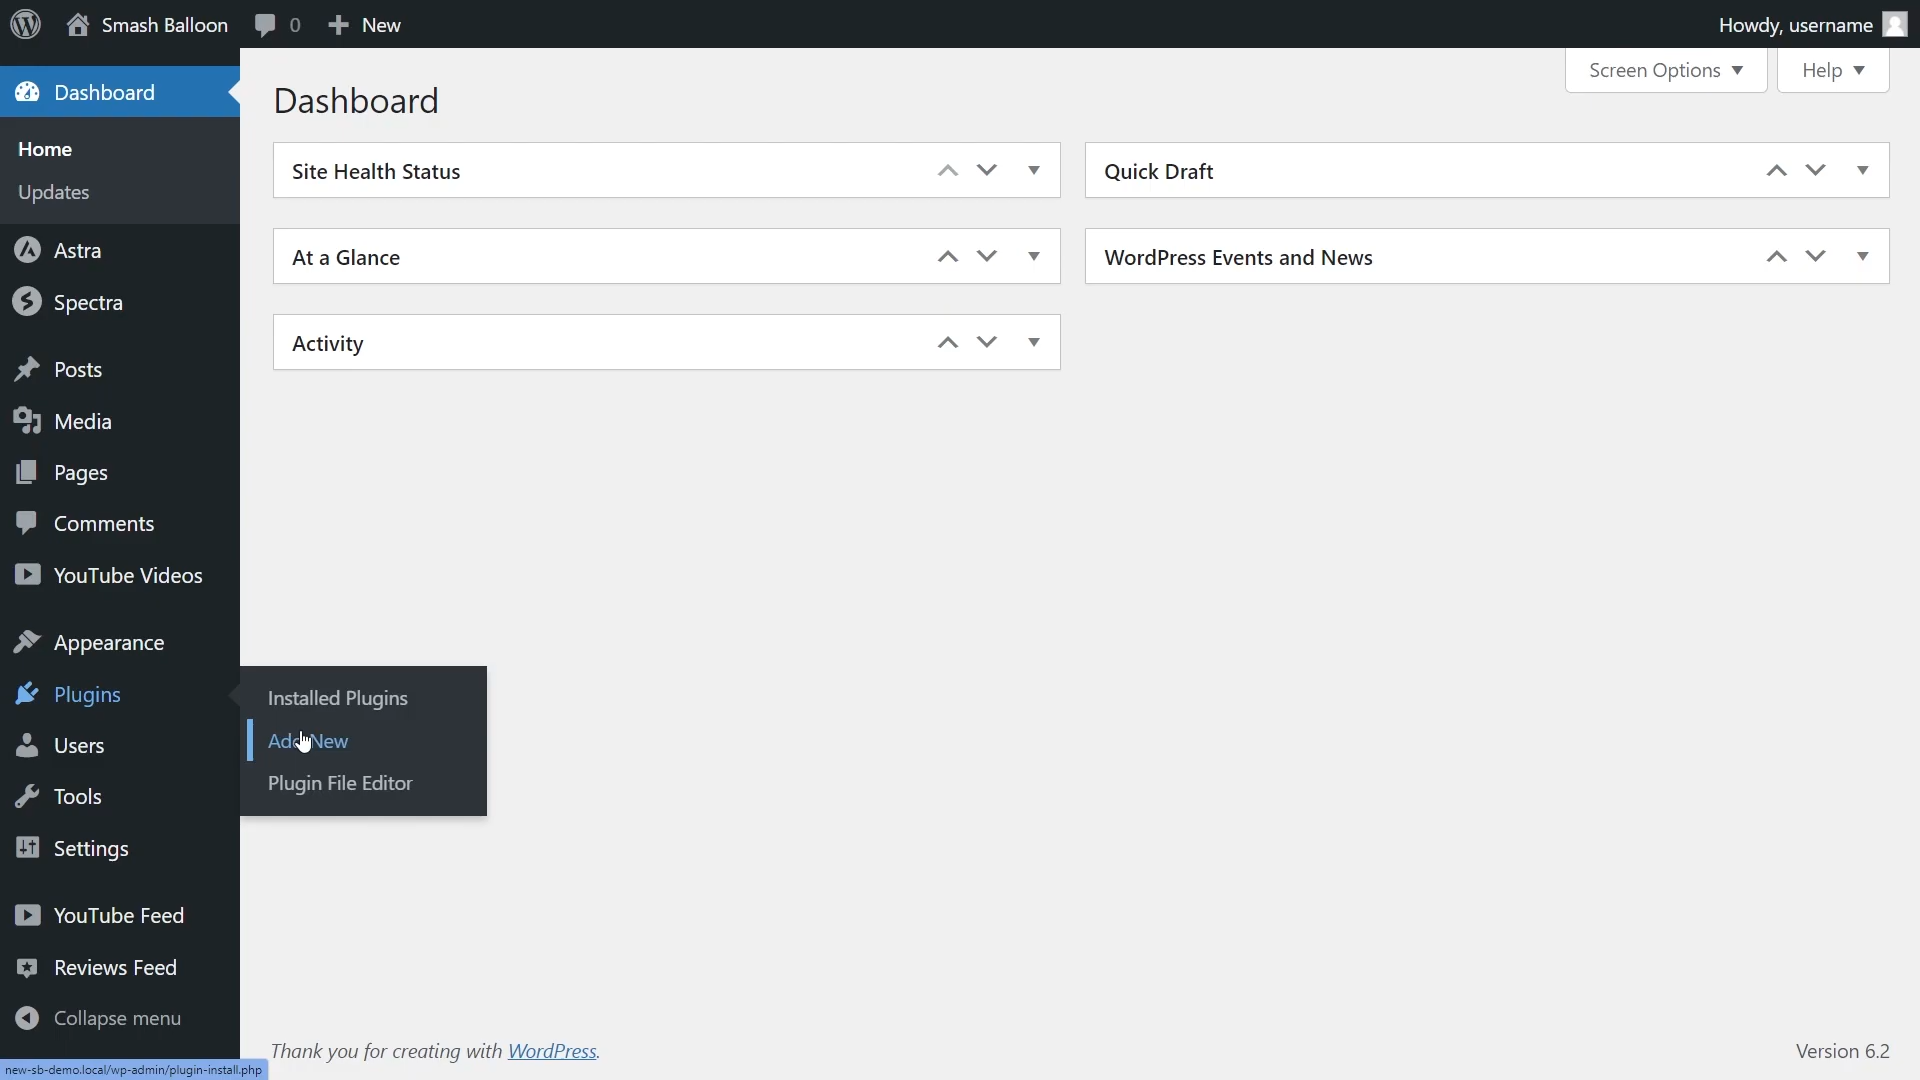 Smash Balloon 0 New Howdy, username
Screen Options Help
Dashboard
Home
Updates
Astra
Spectra
Posts
Media
Pages
Comments
YouTube Videos
Appearance
Plugins
Users
Tools
Settings
YouTube Feed
Reviews Feed
Collapse menu
Dashboard
Site Health Status
Quick Draft
At a Glance
WordPress Events and News
Activity
Installed Plugins
Add New
Plugin File Editor
Thank you for creating with WordPress.
Version 6.2
new-sb-demo.local/wp-admin/plugin-install.php